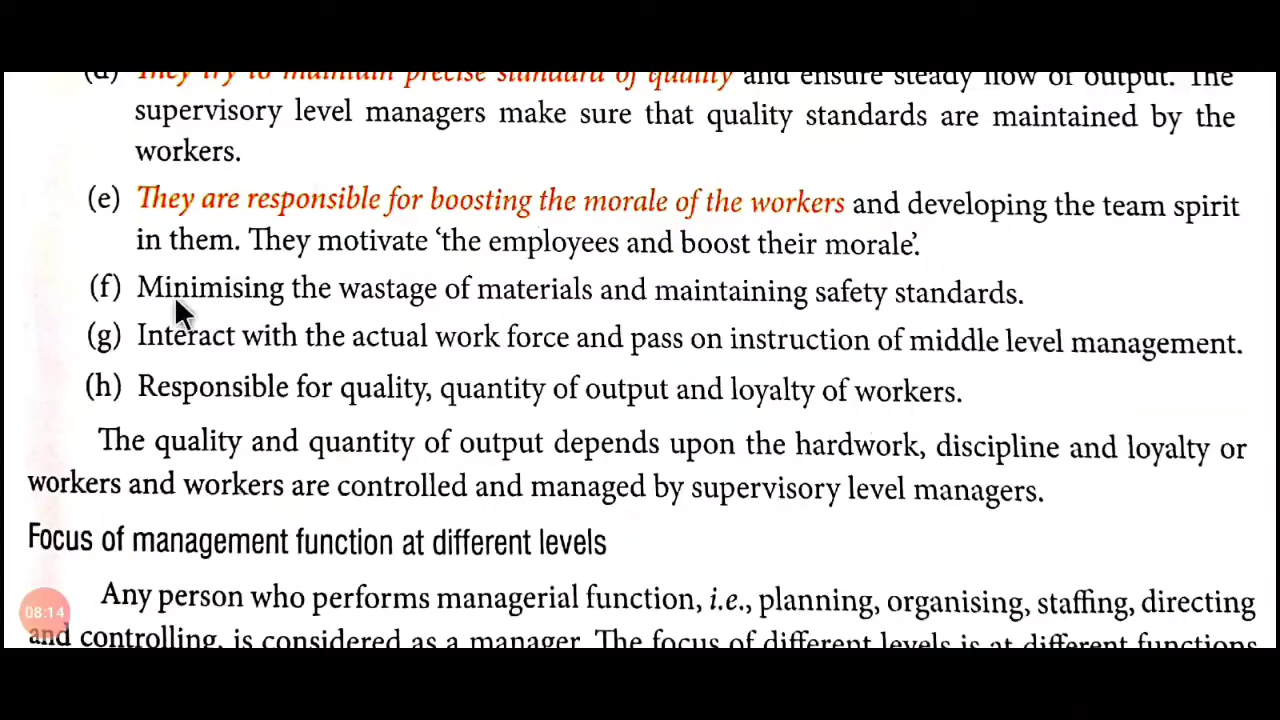 (d) They try to maintain precise standard of quality and ensure steady flow of output. The
supervisory level managers make sure that quality standards are maintained by the
workers.
(e) They are responsible for boosting the morale of the workers and developing the team spirit
in them. They motivate ‘the employees and boost their morale’.
(f) Minimising the wastage of materials and maintaining safety standards.
(g) Interact with the actual work force and pass on instruction of middle level management.
(h) Responsible for quality, quantity of output and loyalty of workers.
The quality and quantity of output depends upon the hardwork, discipline and loyalty or
workers and workers are controlled and managed by supervisory level managers.
Focus of management function at different levels
Any person who performs managerial function, i.e., planning, organising, staffing, directing
08:14
and controlling, is considered as a manager. The focus of different levels is at different functions